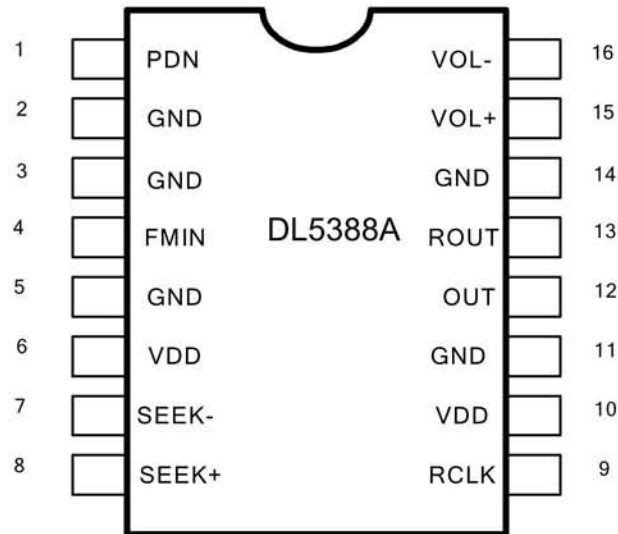 1 PDN VOL- 16
2 GND VOL+ 15
3 GND GND 14
4 FMIN DL5388A ROUT 13
5 GND OUT 12
6 VDD GND 11
7 SEEK- VDD 10
8 SEEK+ RCLK 9